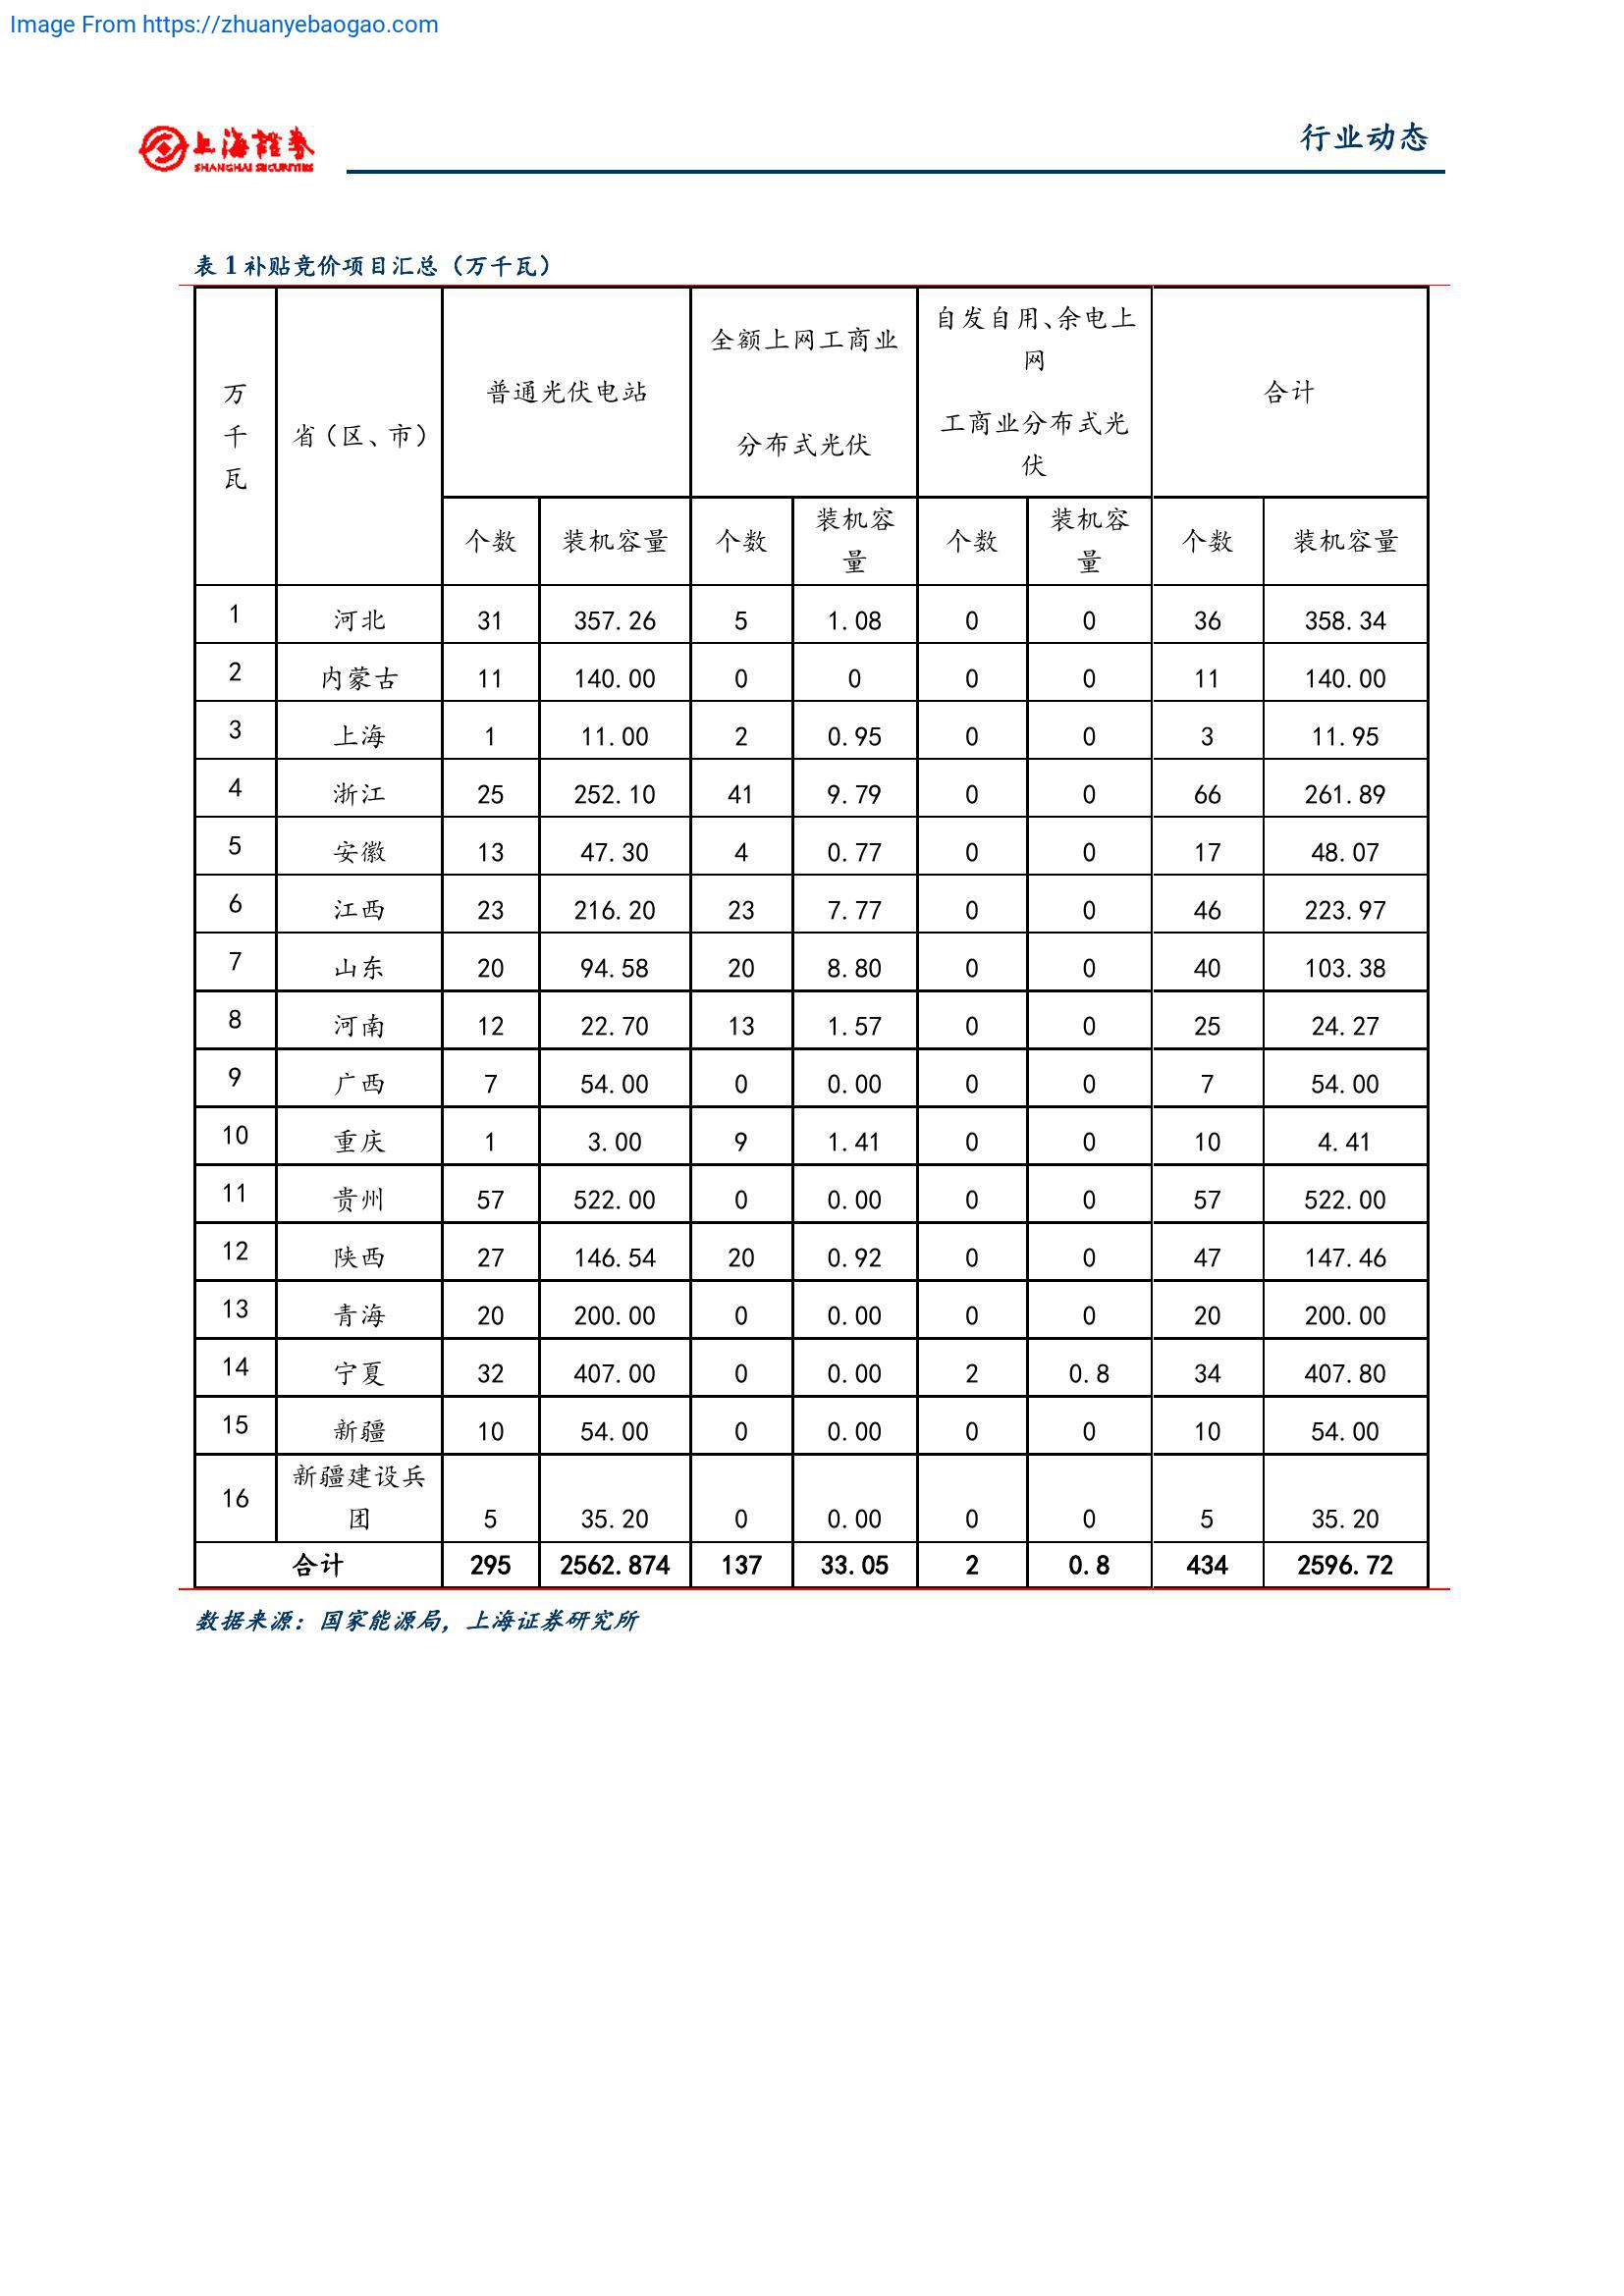 Image From https://zhuanyebaogao.com
上海證券
SHANGHAI SECURITIES
行业动态
表 1 补贴竞价项目汇总（万千瓦）
万千瓦 省（区、市） 普通光伏电站 全额上网工商业分布式光伏 自发自用、余电上网工商业分布式光伏 合计
个数 装机容量 个数 装机容量 个数 装机容量 个数 装机容量
1 河北 31 357.26 5 1.08 0 0 36 358.34
2 内蒙古 11 140.00 0 0 0 0 11 140.00
3 上海 1 11.00 2 0.95 0 0 3 11.95
4 浙江 25 252.10 41 9.79 0 0 66 261.89
5 安徽 13 47.30 4 0.77 0 0 17 48.07
6 江西 23 216.20 23 7.77 0 0 46 223.97
7 山东 20 94.58 20 8.80 0 0 40 103.38
8 河南 12 22.70 13 1.57 0 0 25 24.27
9 广西 7 54.00 0 0.00 0 0 7 54.00
10 重庆 1 3.00 9 1.41 0 0 10 4.41
11 贵州 57 522.00 0 0.00 0 0 57 522.00
12 陕西 27 146.54 20 0.92 0 0 47 147.46
13 青海 20 200.00 0 0.00 0 0 20 200.00
14 宁夏 32 407.00 0 0.00 2 0.8 34 407.80
15 新疆 10 54.00 0 0.00 0 0 10 54.00
16 新疆建设兵团 5 35.20 0 0.00 0 0 5 35.20
合计 295 2562.874 137 33.05 2 0.8 434 2596.72
数据来源：国家能源局，上海证券研究所